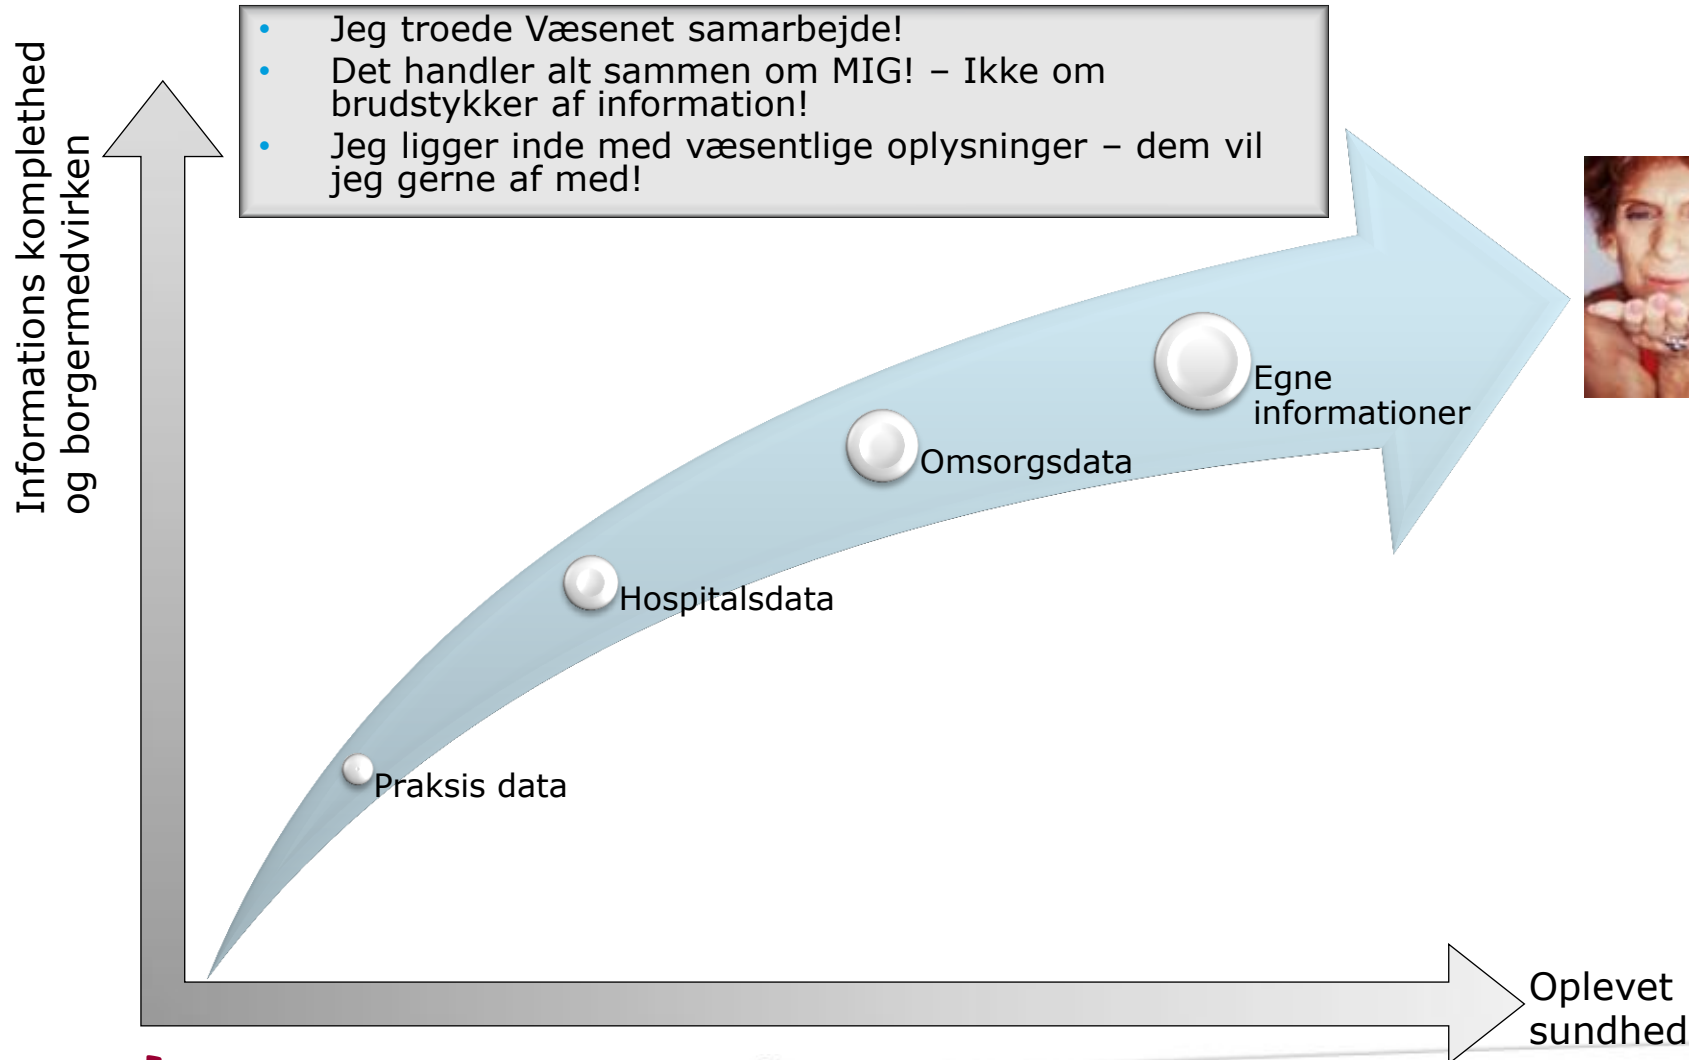 Informations komplethed
og borgermedvirken
• Jeg troede Væsenet samarbejde!
• Det handler alt sammen om MIG! – Ikke om
brudstykker af information!
• Jeg ligger inde med væsentlige oplysninger – dem vil
jeg gerne af med!
Egne
informationer
Omsorgsdata
Hospitalsdata
Praksis data
Oplevet
sundhed